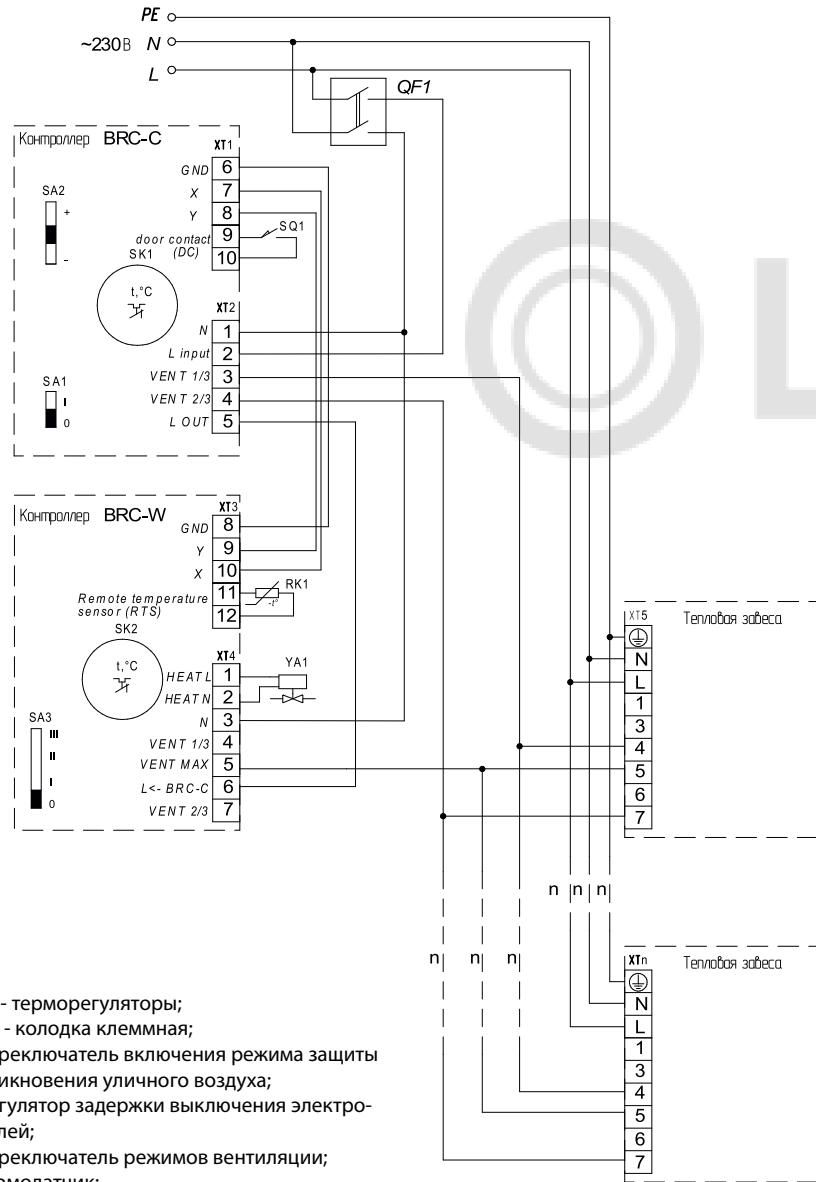 PE
~230В N
L
QF1
Контроллер BRC-C
XT1
GND 6
X 7
Y 8
door contact (DC) 9
10
SQ1
SA2
+
-
SK1
t,°C
XT2
N 1
L input 2
VENT 1/3 3
VENT 2/3 4
L OUT 5
SA1
I
0
Контроллер BRC-W
XT3
GND 8
Y 9
X 10
Remote temperature sensor (RTS) 11
12
RK1
-t°
SK2
t,°C
XT4
HEAT L 1
HEAT N 2
N 3
VENT 1/3 4
VENT MAX 5
L<- BRC-C 6
VENT 2/3 7
YA1
SA3
III
II
I
0
XT5
Тепловая завеса
N
L
1
3
4
5
6
7
n n n
n n n
XTn
Тепловая завеса
N
L
1
3
4
5
6
7
- терморегуляторы;
- колодка клеммная;
реключатель включения режима защиты
икновения уличного воздуха;
гулятор задержки выключения электро-
лей;
реключатель режимов вентиляции;
L